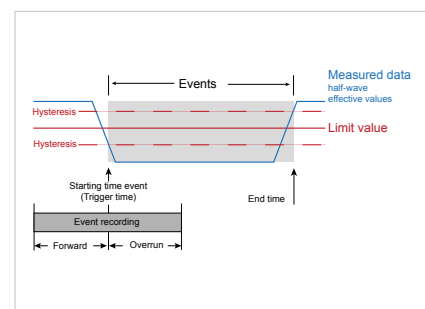 Events
Measured data
half-wave
effective values
Hysteresis
Limit value
Hysteresis
Starting time event
(Trigger time)
End time
Event recording
Forward
Overrun